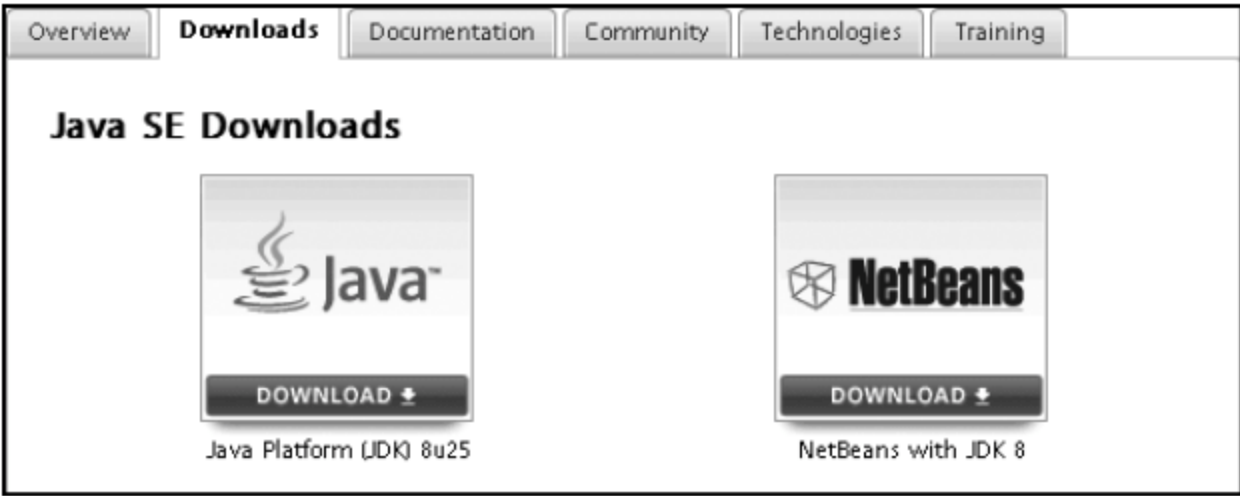 Overview Downloads Documentation Community Technologies Training
Java SE Downloads
Java™ NetBeans
DOWNLOAD DOWNLOAD
Java Platform (JDK) 8u25 NetBeans with JDK 8